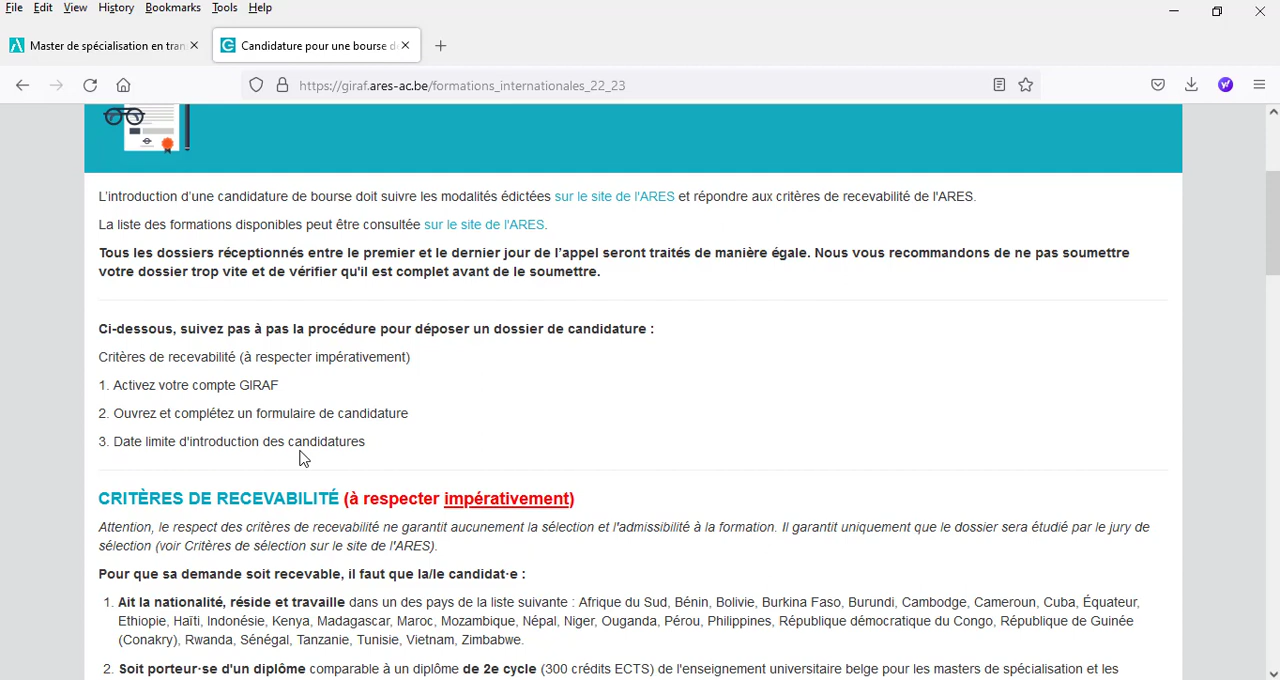 File Edit View History Bookmarks Tools Help
Master de spécialisation en tran
Candidature pour une bourse d
https://giraf.ares-ac.be/formations_internationales_22_23
L'introduction d'une candidature de bourse doit suivre les modalités édictées sur le site de l'ARES et répondre aux critères de recevabilité de l'ARES.
La liste des formations disponibles peut être consultée sur le site de l'ARES.
Tous les dossiers réceptionnés entre le premier et le dernier jour de l'appel seront traités de manière égale. Nous vous recommandons de ne pas soumettre
votre dossier trop vite et de vérifier qu'il est complet avant de le soumettre.
Ci-dessous, suivez pas à pas la procédure pour déposer un dossier de candidature :
Critères de recevabilité (à respecter impérativement)
1. Activez votre compte GIRAF
2. Ouvrez et complétez un formulaire de candidature
3. Date limite d'introduction des candidatures
CRITÈRES DE RECEVABILITÉ (à respecter impérativement)
Attention, le respect des critères de recevabilité ne garantit aucunement la sélection et l'admissibilité à la formation. Il garantit uniquement que le dossier sera étudié par le jury de
sélection (voir Critères de sélection sur le site de l'ARES).
Pour que sa demande soit recevable, il faut que la/le candidat·e :
1. Ait la nationalité, réside et travaille dans un des pays de la liste suivante : Afrique du Sud, Bénin, Bolivie, Burkina Faso, Burundi, Cambodge, Cameroun, Cuba, Équateur,
Ethiopie, Haïti, Indonésie, Kenya, Madagascar, Maroc, Mozambique, Népal, Niger, Ouganda, Pérou, Philippines, République démocratique du Congo, République de Guinée
(Conakry), Rwanda, Sénégal, Tanzanie, Tunisie, Vietnam, Zimbabwe.
2. Soit porteur·se d'un diplôme comparable à un diplôme de 2e cycle (300 crédits ECTS) de l'enseignement universitaire belge pour les masters de spécialisation et les